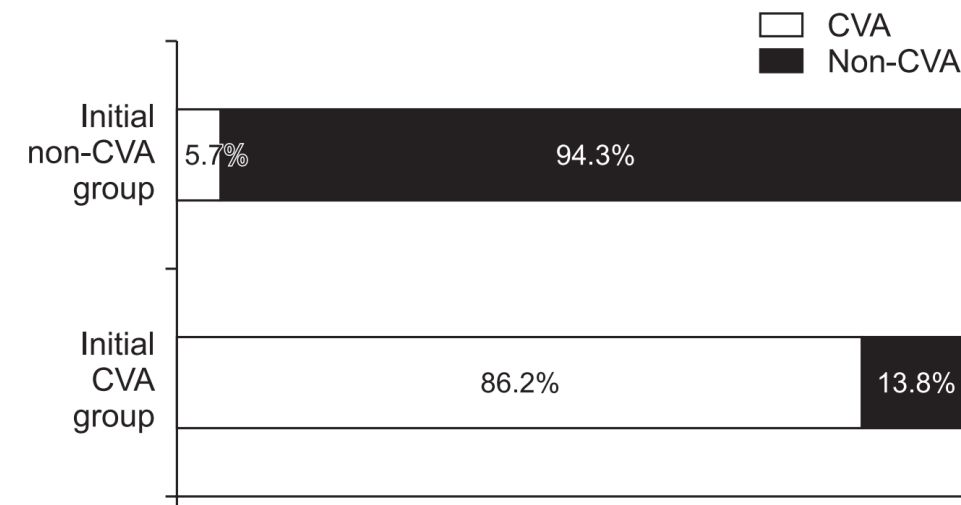 CVA
Non-CVA
Initial
non-CVA
group
5.7%
94.3%
Initial
CVA
group
86.2%
13.8%